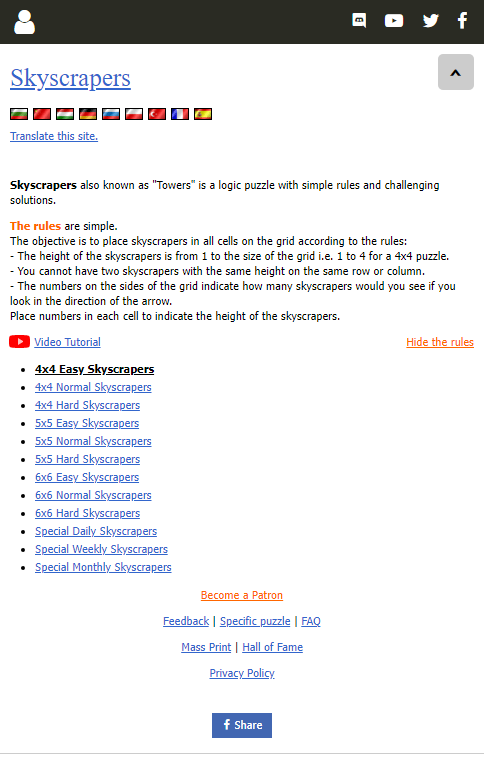 Skyscrapers
Translate this site.
Skyscrapers also known as "Towers" is a logic puzzle with simple rules and challenging
solutions.
The rules are simple.
The objective is to place skyscrapers in all cells on the grid according to the rules:
- The height of the skyscrapers is from 1 to the size of the grid i.e. 1 to 4 for a 4x4 puzzle.
- You cannot have two skyscrapers with the same height on the same row or column.
- The numbers on the sides of the grid indicate how many skyscrapers would you see if you
look in the direction of the arrow.
Place numbers in each cell to indicate the height of the skyscrapers.
Video Tutorial Hide the rules
4x4 Easy Skyscrapers
4x4 Normal Skyscrapers
4x4 Hard Skyscrapers
5x5 Easy Skyscrapers
5x5 Normal Skyscrapers
5x5 Hard Skyscrapers
6x6 Easy Skyscrapers
6x6 Normal Skyscrapers
6x6 Hard Skyscrapers
Special Daily Skyscrapers
Special Weekly Skyscrapers
Special Monthly Skyscrapers
Become a Patron
Feedback | Specific puzzle | FAQ
Mass Print | Hall of Fame
Privacy Policy
Share